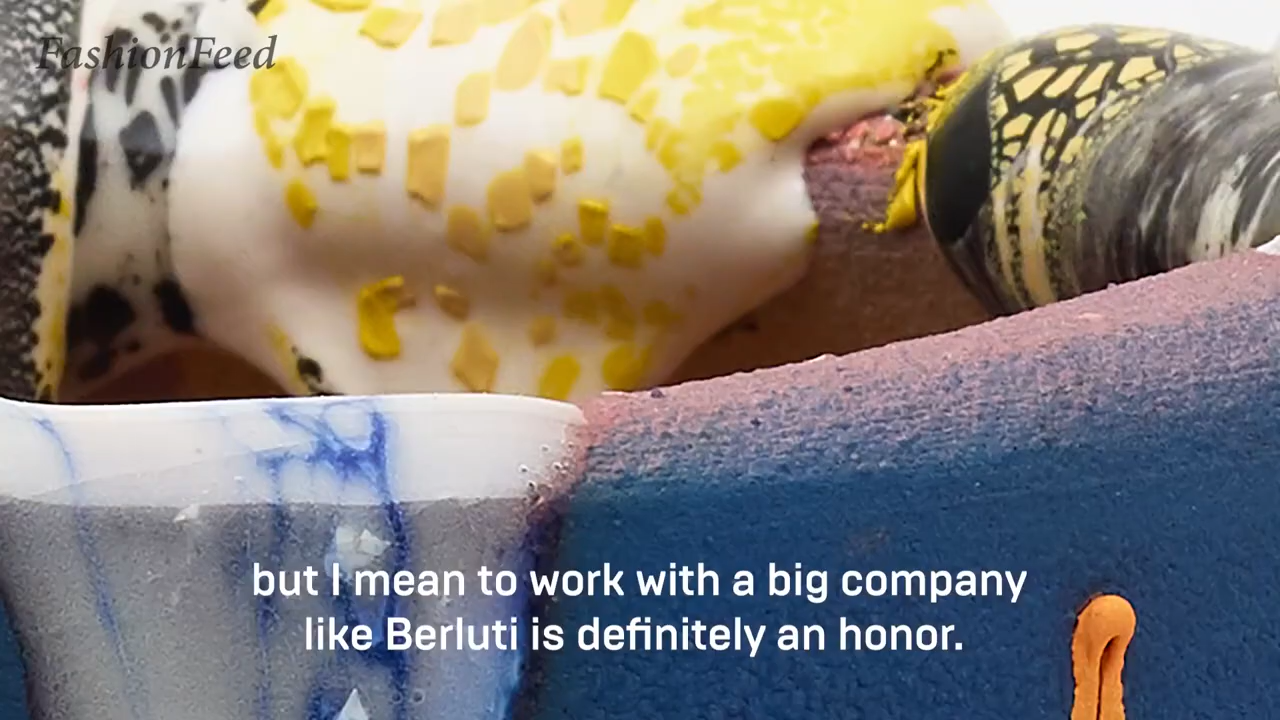 FashionFeed
but I mean to work with a big company
like Berluti is definitely an honor.